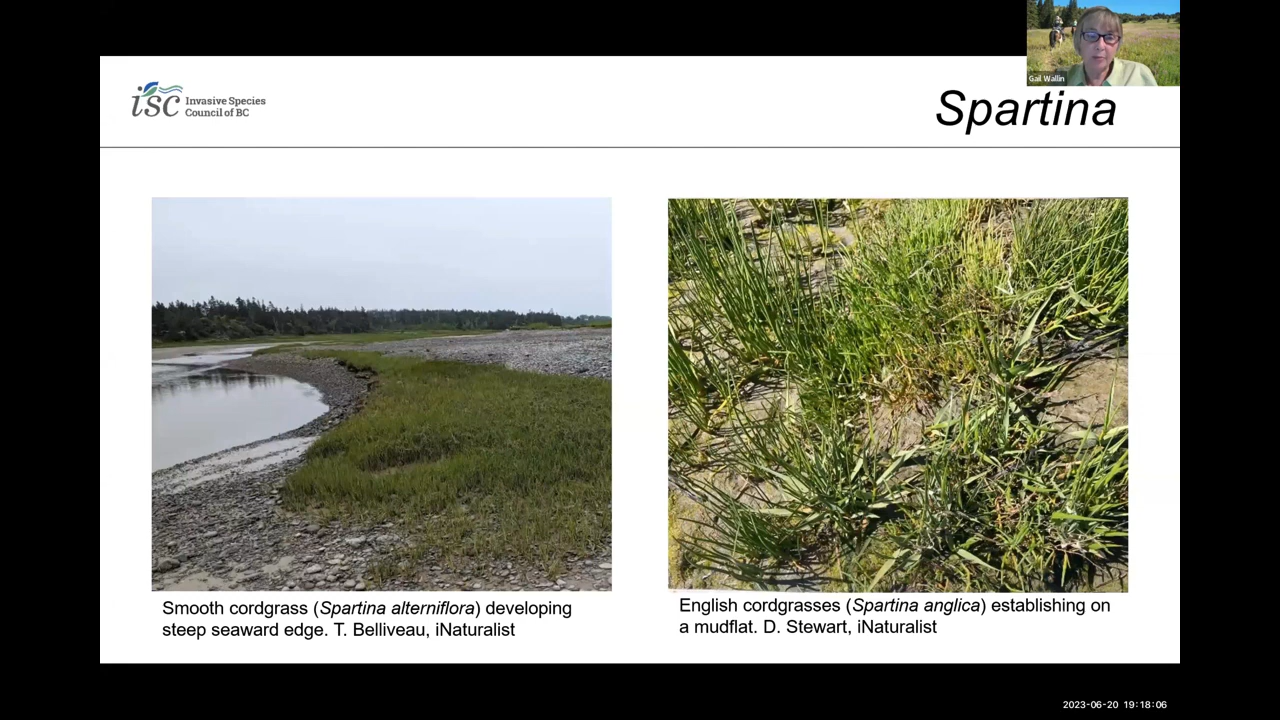 Gail Wallin
isc Invasive Species
Council of BC
Spartina
Smooth cordgrass (Spartina alterniflora) developing
steep seaward edge. T. Belliveau, iNaturalist
English cordgrasses (Spartina anglica) establishing on
a mudflat. D. Stewart, iNaturalist
2023-06-20 19:18:06